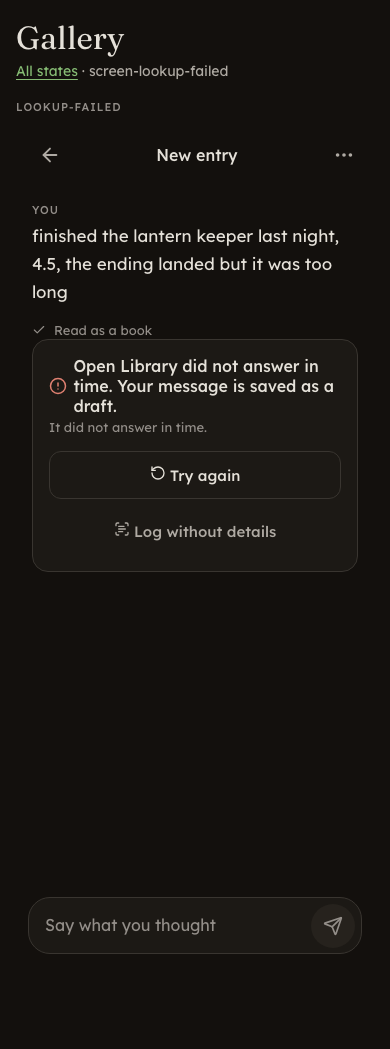 Gallery
All states · screen-lookup-failed
LOOKUP-FAILED
New entry
YOU
finished the lantern keeper last night,
4.5, the ending landed but it was too
long
Read as a book
Open Library did not answer in
time. Your message is saved as a
draft.
It did not answer in time.
Try again
Log without details
Say what you thought